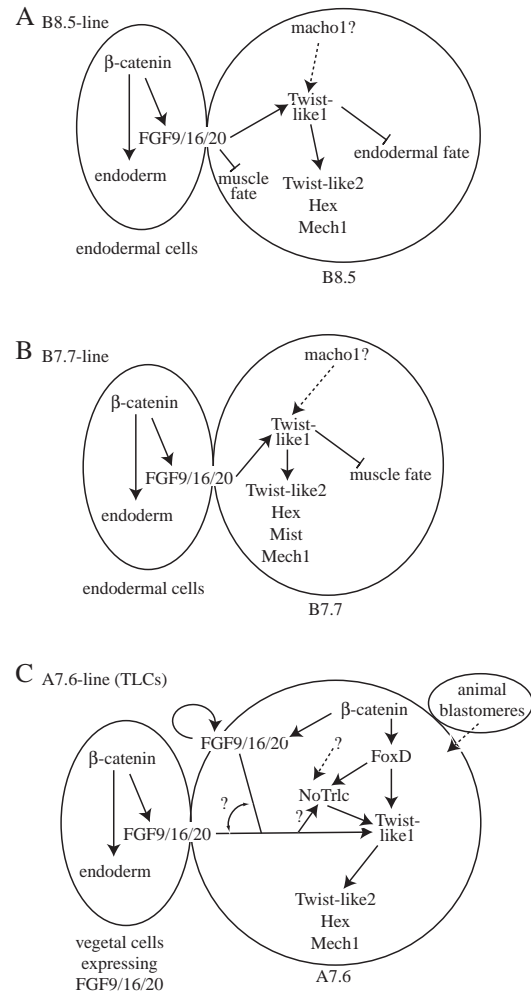 A
B8.5-line
macho1?
β-catenin
Twist-
like1
FGF9/16/20
endodermal fate
endoderm
muscle
fate
Twist-like2
Hex
Mech1
endodermal cells
B8.5
B
B7.7-line
macho1?
β-catenin
Twist-
like1
FGF9/16/20
muscle fate
Twist-like2
endoderm
Hex
Mist
Mech1
endodermal cells
B7.7
C
A7.6-line (TLCs)
animal
blastomeres
β-catenin
FGF9/16/20
?
β-catenin
FoxD
NoTrlc
?
?
FGF9/16/20
Twist-
like1
endoderm
Twist-like2
Hex
Mech1
vegetal cells
expressing
FGF9/16/20
A7.6